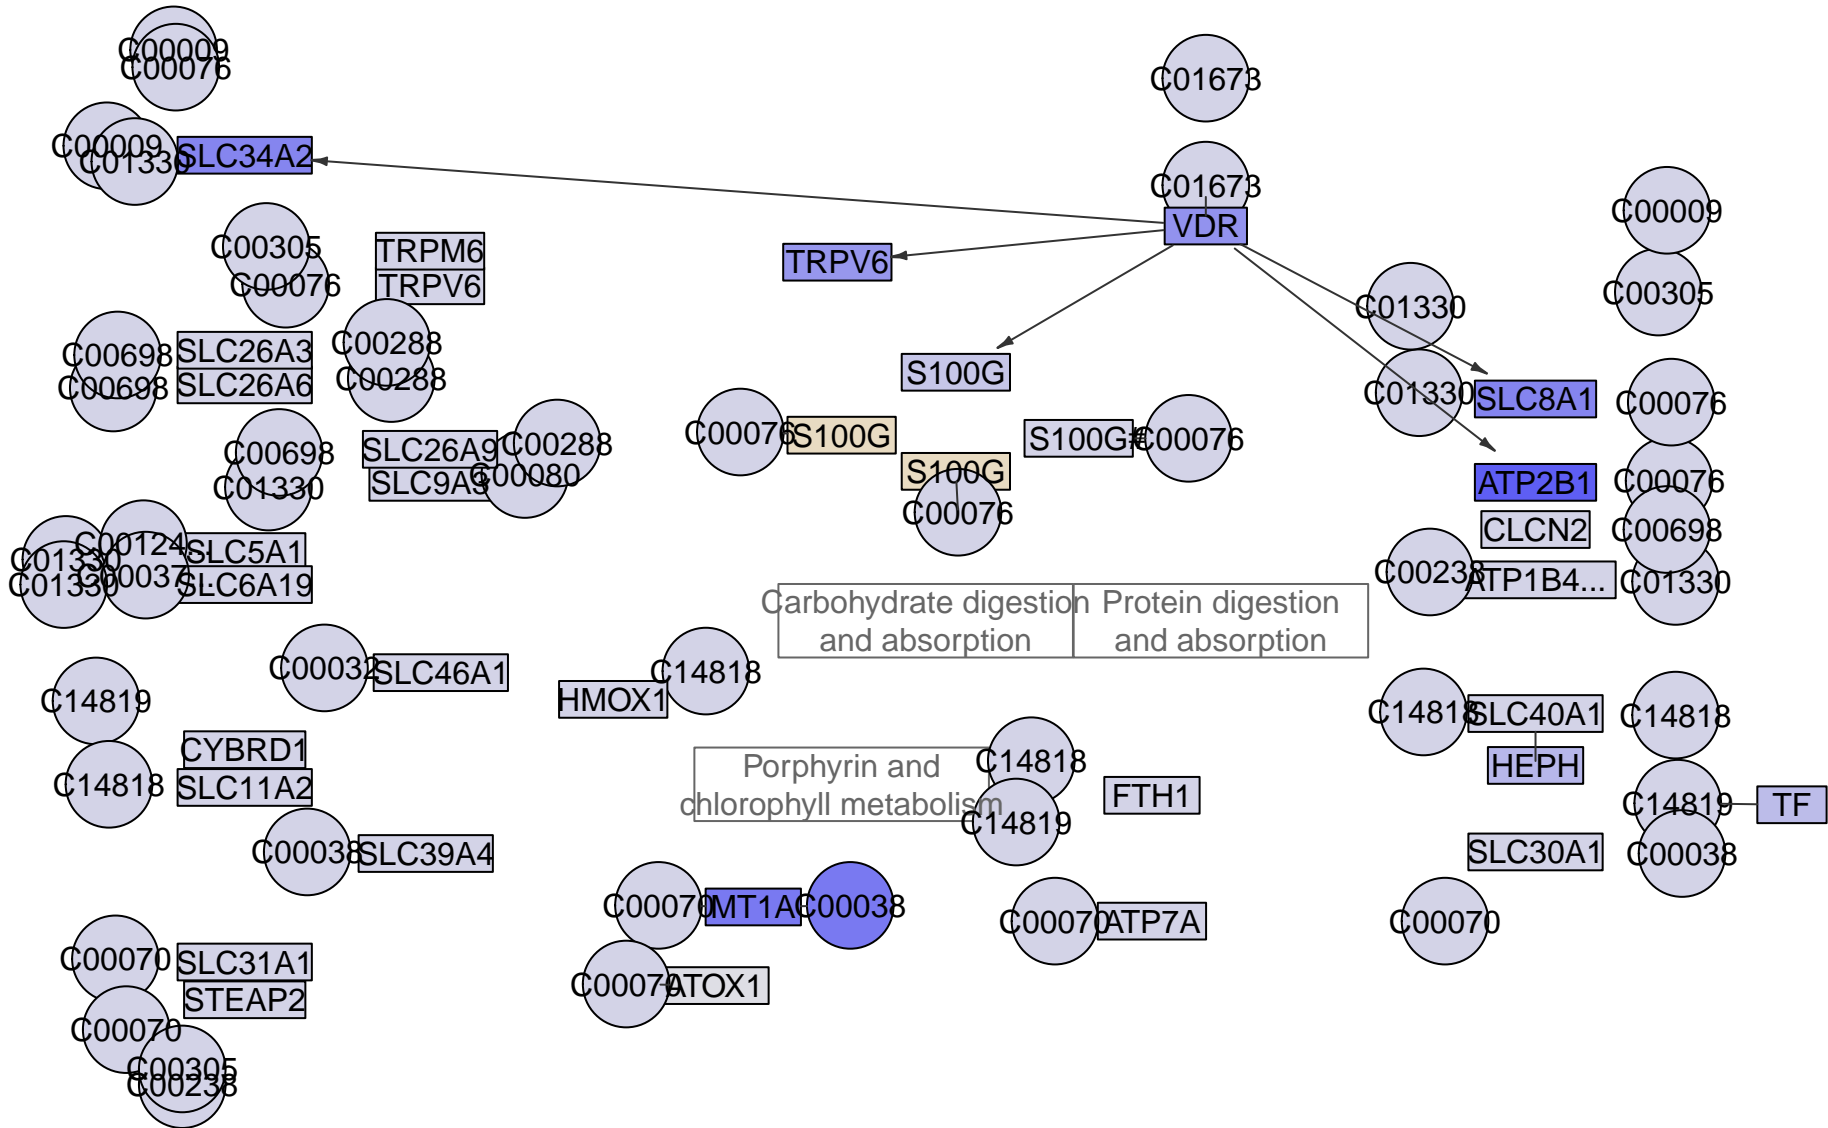 C00009
C00076
C01673
C00009
C01330
SLC34A2
C01673
VDR
C00009
C00305
C00076
TRPM6
TRPV6
TRPV6
C01330
C00305
C00698
C00698
SLC26A3
SLC26A6
C00288
C00288
S100G
C01330
SLC8A1
C00076
C00698
C01330
SLC26A9
SLC9A3
C00288
C00080
C00076
S100G
S100G
C00076
S100G#
C00076
ATP2B1
C00076
CLCN2
C00698
C01330
C01330
C00124...
C00037...
SLC5A1
SLC6A19
C00238
ATP1B4...
C01330
Carbohydrate digestion
and absorption
Protein digestion
and absorption
C00032
SLC46A1
HMOX1
C14818
C14819
C14818
CYBRD1
SLC11A2
C14818
SLC40A1
HEPH
C14818
Porphyrin and
chlorophyll metabolism
C14818
C14819
FTH1
C14819
TF
C00038
SLC39A4
SLC30A1
C00038
C00070
MT1A
C00038
C00070
ATP7A
C00070
C00070
SLC31A1
STEAP2
C00070
ATOX1
C00070
C00305
C00238